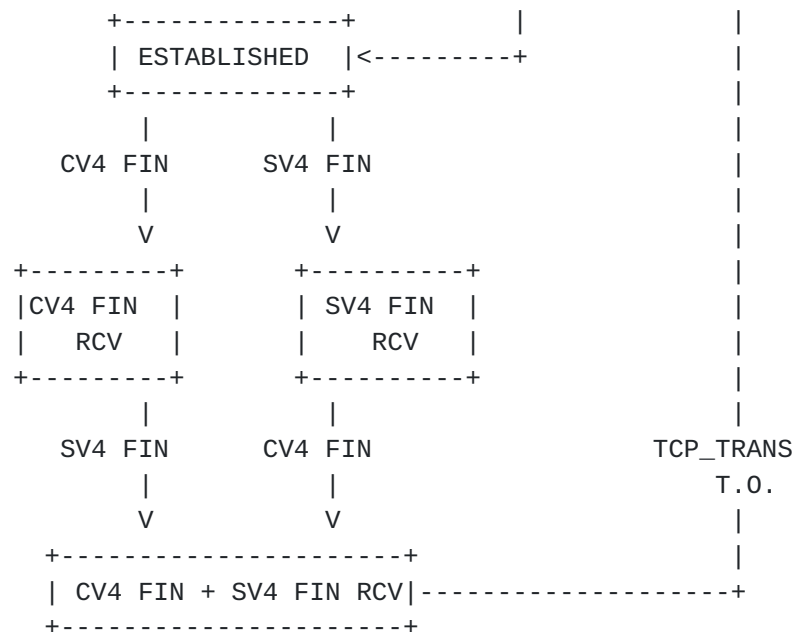 ESTABLISHED
CV4 FIN SV4 FIN
V V
CV4 FIN SV4 FIN
RCV RCV
SV4 FIN CV4 FIN TCP_TRANS
T.O.
V V
CV4 FIN + SV4 FIN RCV